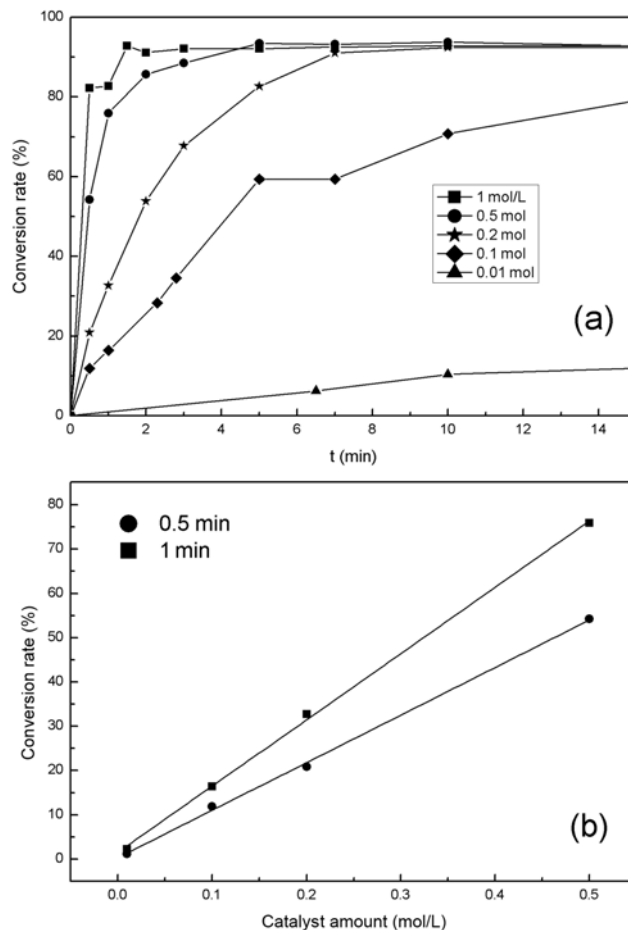 100
80
60
40
20
0
Conversion rate (%)
1 mol/L
0.5 mol
0.2 mol
0.1 mol
0.01 mol
(a)
0 2 4 6 8 10 12 14
t (min)
80
70
60
50
40
30
20
10
0
Conversion rate (%)
0.5 min
1 min
(b)
0.0 0.1 0.2 0.3 0.4 0.5
Catalyst amount (mol/L)